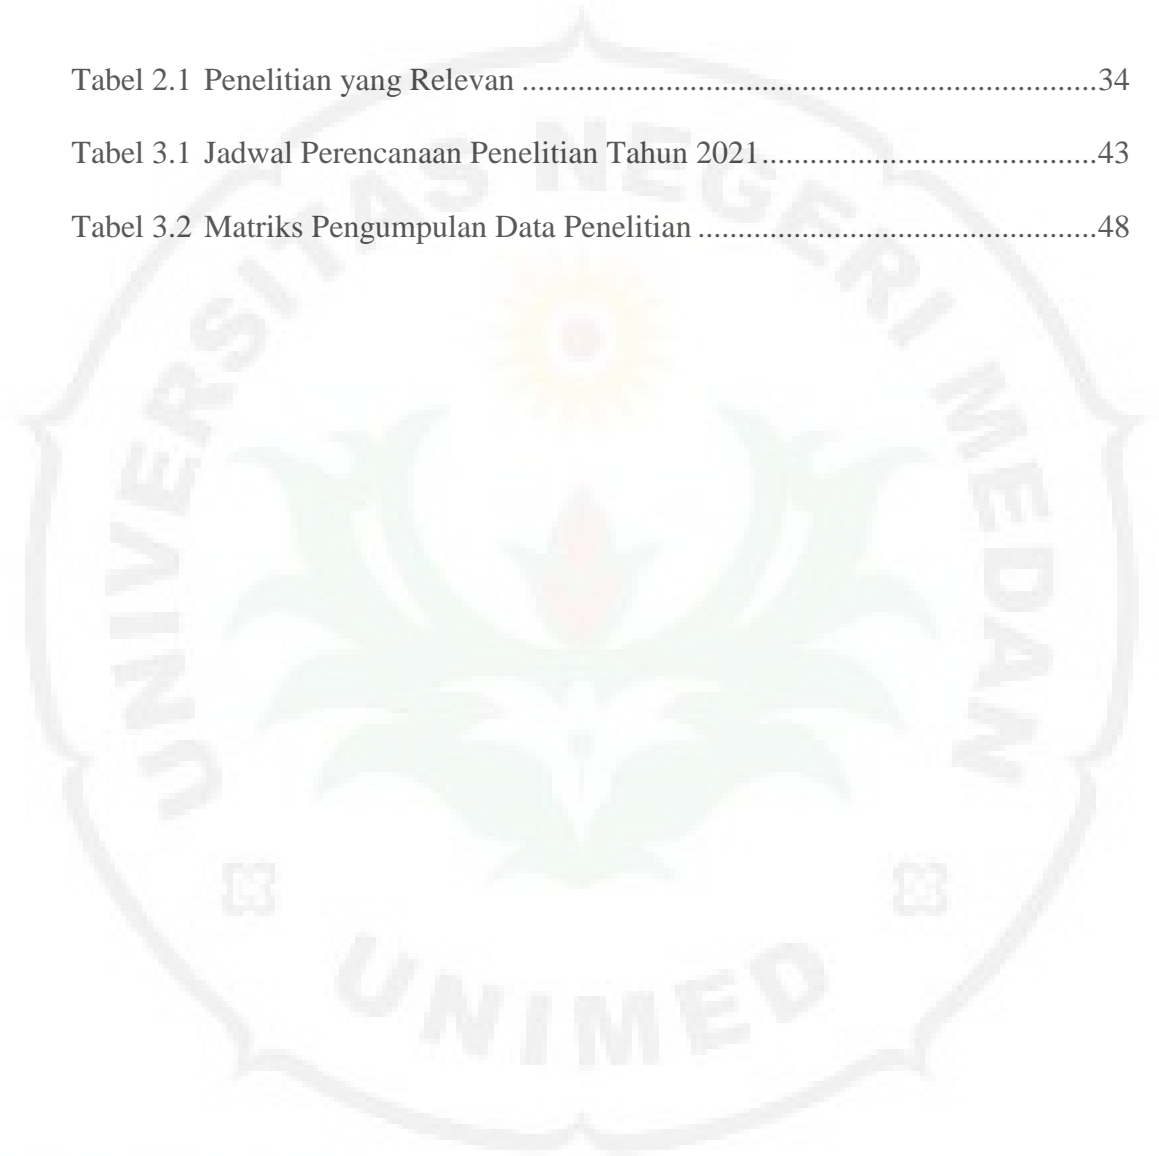 Tabel 2.1 Penelitian yang Relevan .........................................................................34
Tabel 3.1 Jadwal Perencanaan Penelitian Tahun 2021..........................................43
Tabel 3.2 Matriks Pengumpulan Data Penelitian ...................................................48
UNIVERSITAS NEGERI MEDAN
UNIMED